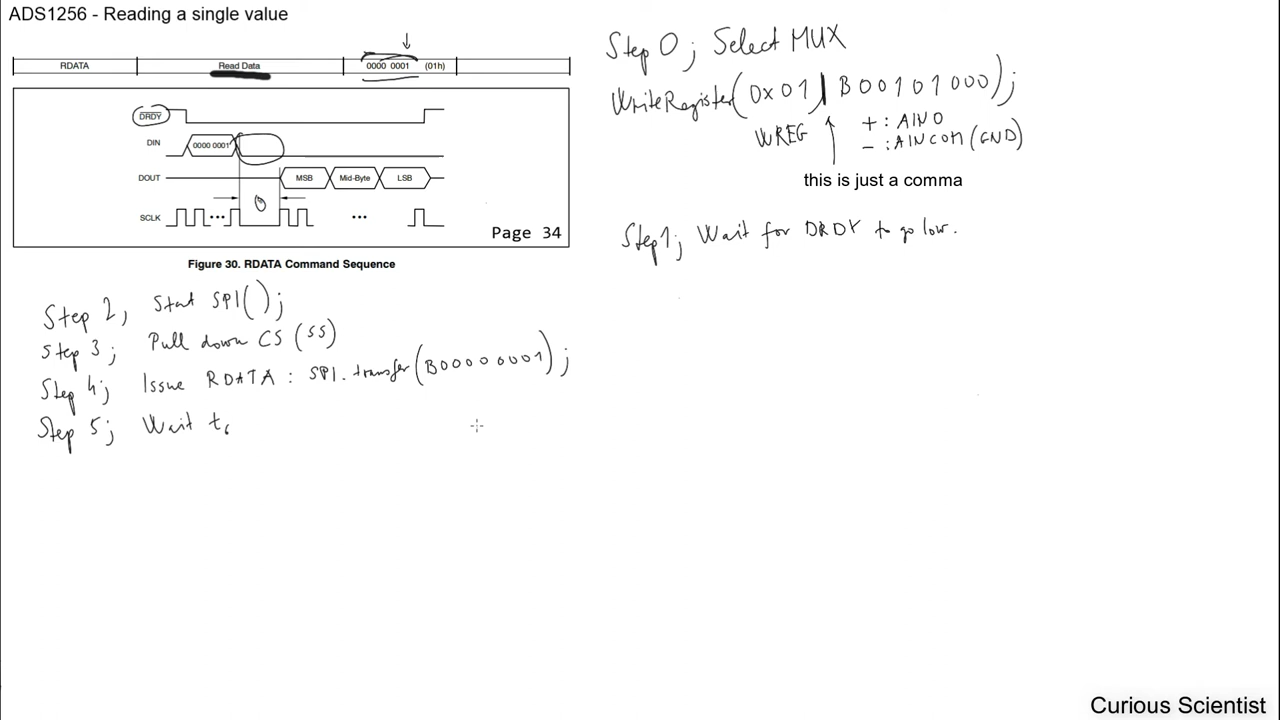 ADS1256 - Reading a single value
RDATA Read Data 0000 0001 (01h)
DRDY
DIN 0000 0001
DOUT MSB Mid-Byte LSB
SCLK ••• •••
Page 34
Figure 30. RDATA Command Sequence
Step 0; Select MUX
WriteRegister(0x01, B00101000);
WREG
+: AIN0
-: AINCOM (GND)
this is just a comma
Step 1; Wait for DRDY to go low.
Step 2, Start SPI();
Step 3; Pull down CS (SS)
Step 4; Issue RDATA: SPI.transfer(B00000001);
Step 5; Wait t6
Curious Scientist